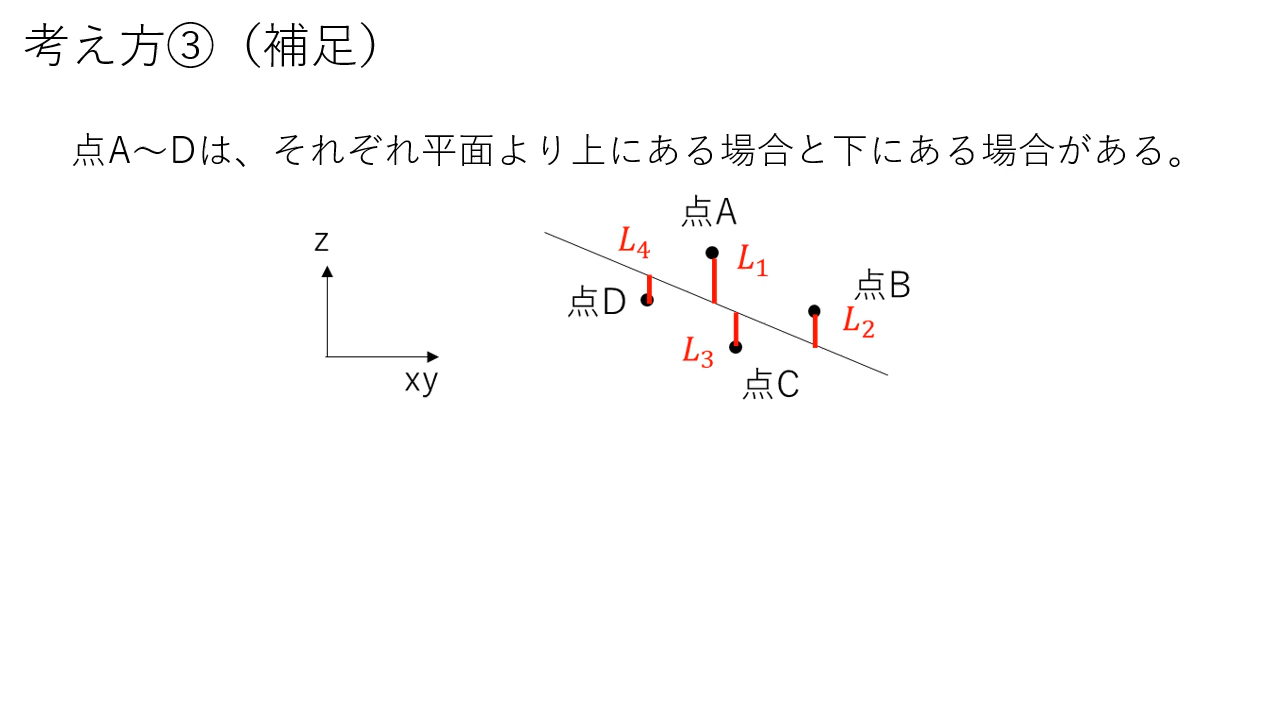 考え方③（補足）
点A～Dは、それぞれ平面より上にある場合と下にある場合がある。
点A
L₄
z
L₁
点B
点D
L₂
L₃
xy
点C